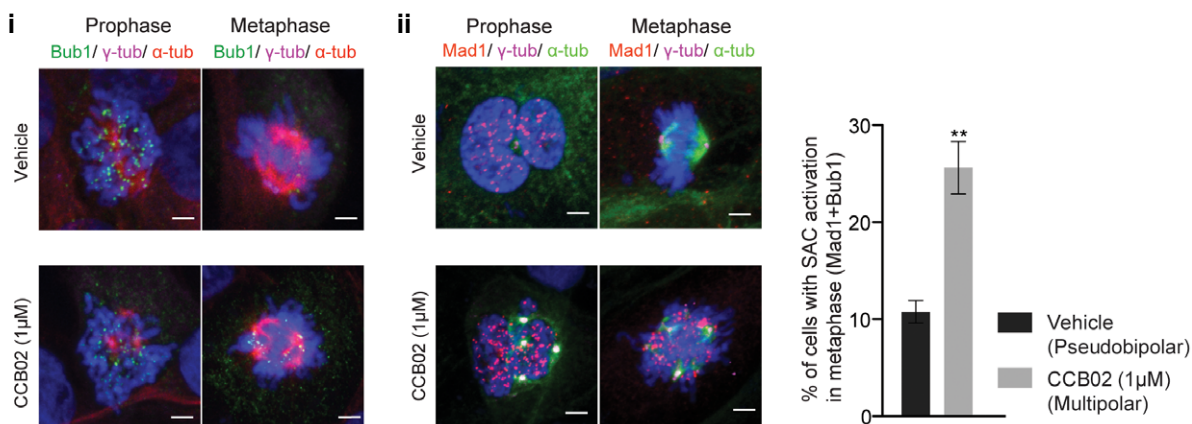 i
Prophase Metaphase
Bub1/ γ-tub/ α-tub Bub1/ γ-tub/ α-tub
Vehicle
CCB02 (1µM)
ii
Prophase Metaphase
Mad1/ γ-tub/ α-tub Mad1/ γ-tub/ α-tub
Vehicle
CCB02 (1µM)
% of cells with SAC activation
in metaphase (Mad1+Bub1)
30
20
10
0
**
Vehicle
(Pseudobipolar)
CCB02 (1µM)
(Multipolar)